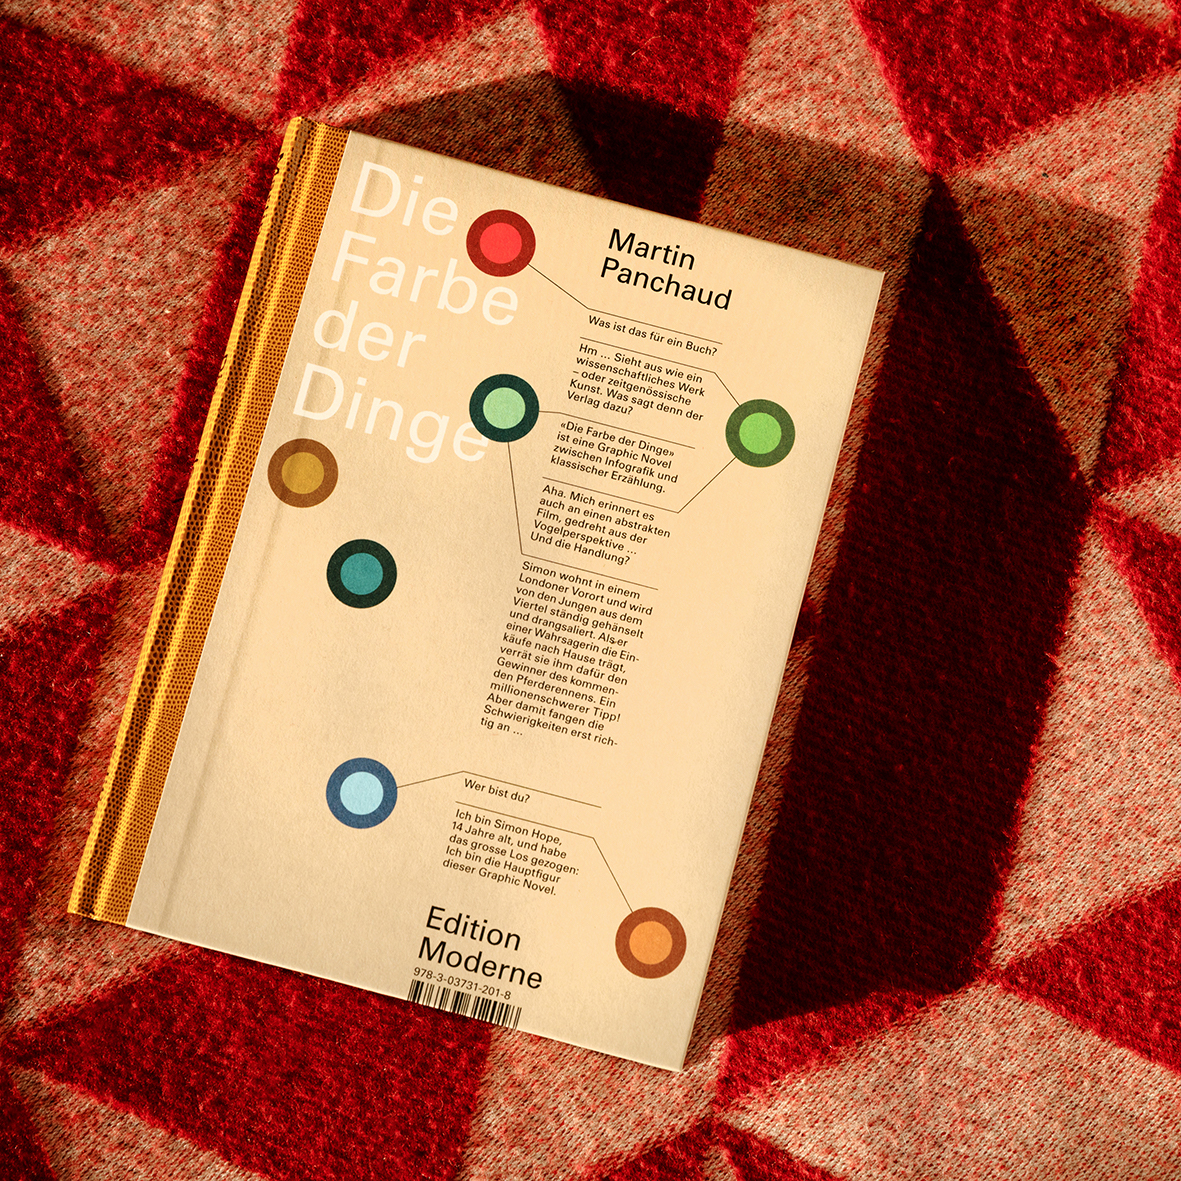 Die
Farbe
der
Dinge
Martin
Panchaud
Was ist das für ein Buch?
Hm ... Sieht aus wie ein
wissenschaftliches Werk
– oder zeitgenössische
Kunst. Was sagt denn der
Verlag dazu?
«Die Farbe der Dinge»
ist eine Graphic Novel
zwischen Infografik und
klassischer Erzählung.
Aha. Mich erinnert es
auch an einen abstrakten
Film, gedreht aus der
Vogelperspektive ...
Und die Handlung?
Simon wohnt in einem
Londoner Vorort und wird
von den Jungen aus dem
Viertel ständig gehänselt
und drangsaliert. Als er
einer Wahrsagerin die Ein-
käufe nach Hause trägt,
verrät sie ihm dafür den
Gewinner des kommen-
den Pferderennens. Ein
millionenschwerer Tipp!
Aber damit fangen die
Schwierigkeiten erst rich-
tig an ...
Wer bist du?
Ich bin Simon Hope,
14 Jahre alt, und habe
das grosse Los gezogen:
Ich bin die Hauptfigur
dieser Graphic Novel.
Edition
Moderne
978-3-03731-201-8